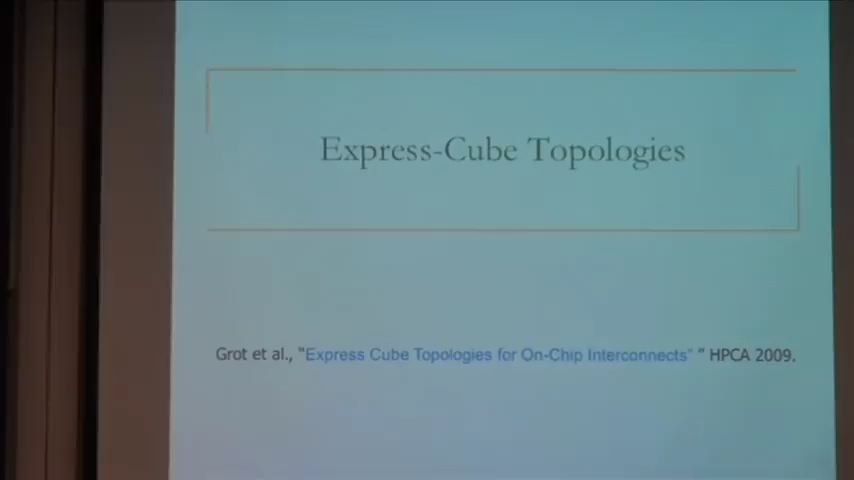 Express-Cube Topologies
Grot et al., "Express Cube Topologies for On-Chip Interconnects" " HPCA 2009.